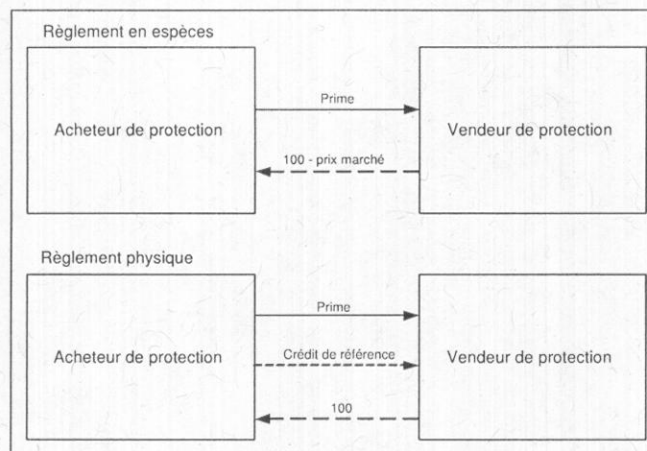 Règlement en espèces
Prime
Acheteur de protection
Vendeur de protection
100 - prix marché
Règlement physique
Prime
Acheteur de protection
Crédit de référence
Vendeur de protection
100